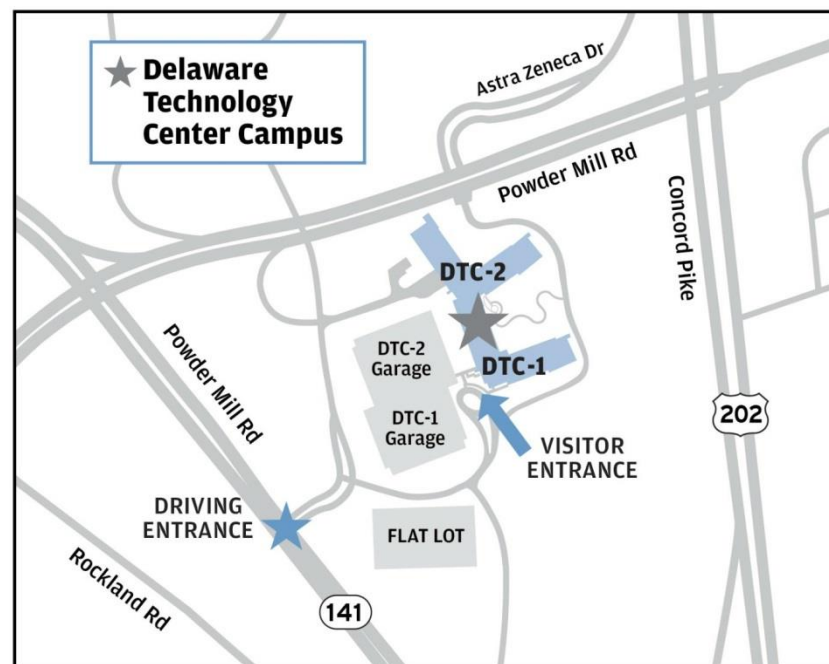 Delaware
Technology
Center Campus
Astra Zeneca Dr
Powder Mill Rd
Concord Pike
DTC-2
DTC-2
Garage
DTC-1
DTC-1
Garage
Powder Mill Rd
202
VISITOR
ENTRANCE
DRIVING
ENTRANCE
FLAT LOT
Rockland Rd
141